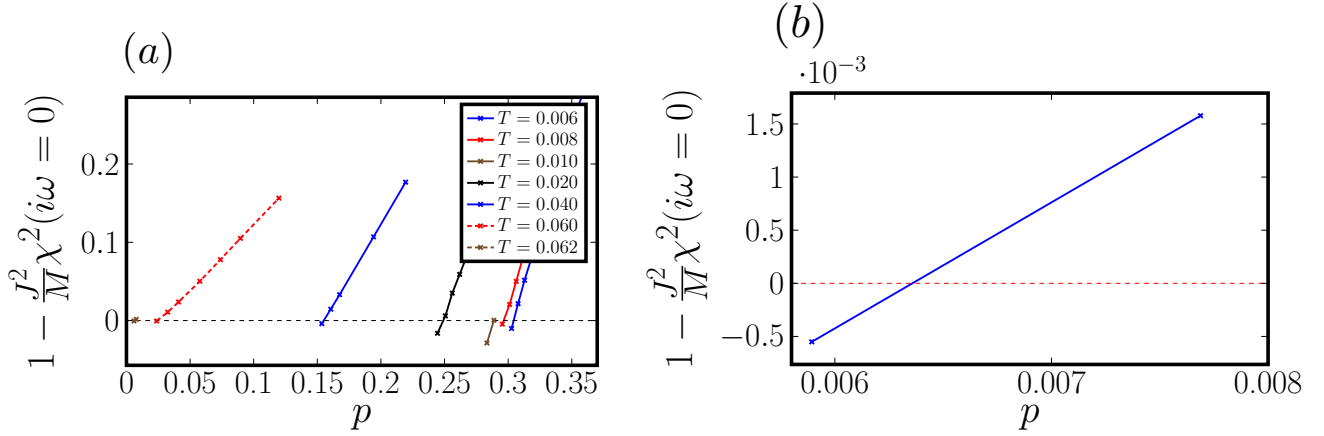 (a)
1 − J²/M χ²(iω = 0)
0.2
0.1
0
0 0.05 0.1 0.15 0.2 0.25 0.3 0.35
p
T = 0.006
T = 0.008
T = 0.010
T = 0.020
T = 0.040
T = 0.060
T = 0.062
(b)
·10⁻³
1 − J²/M χ²(iω = 0)
1.5
1
0.5
0
−0.5
0.006 0.007 0.008
p